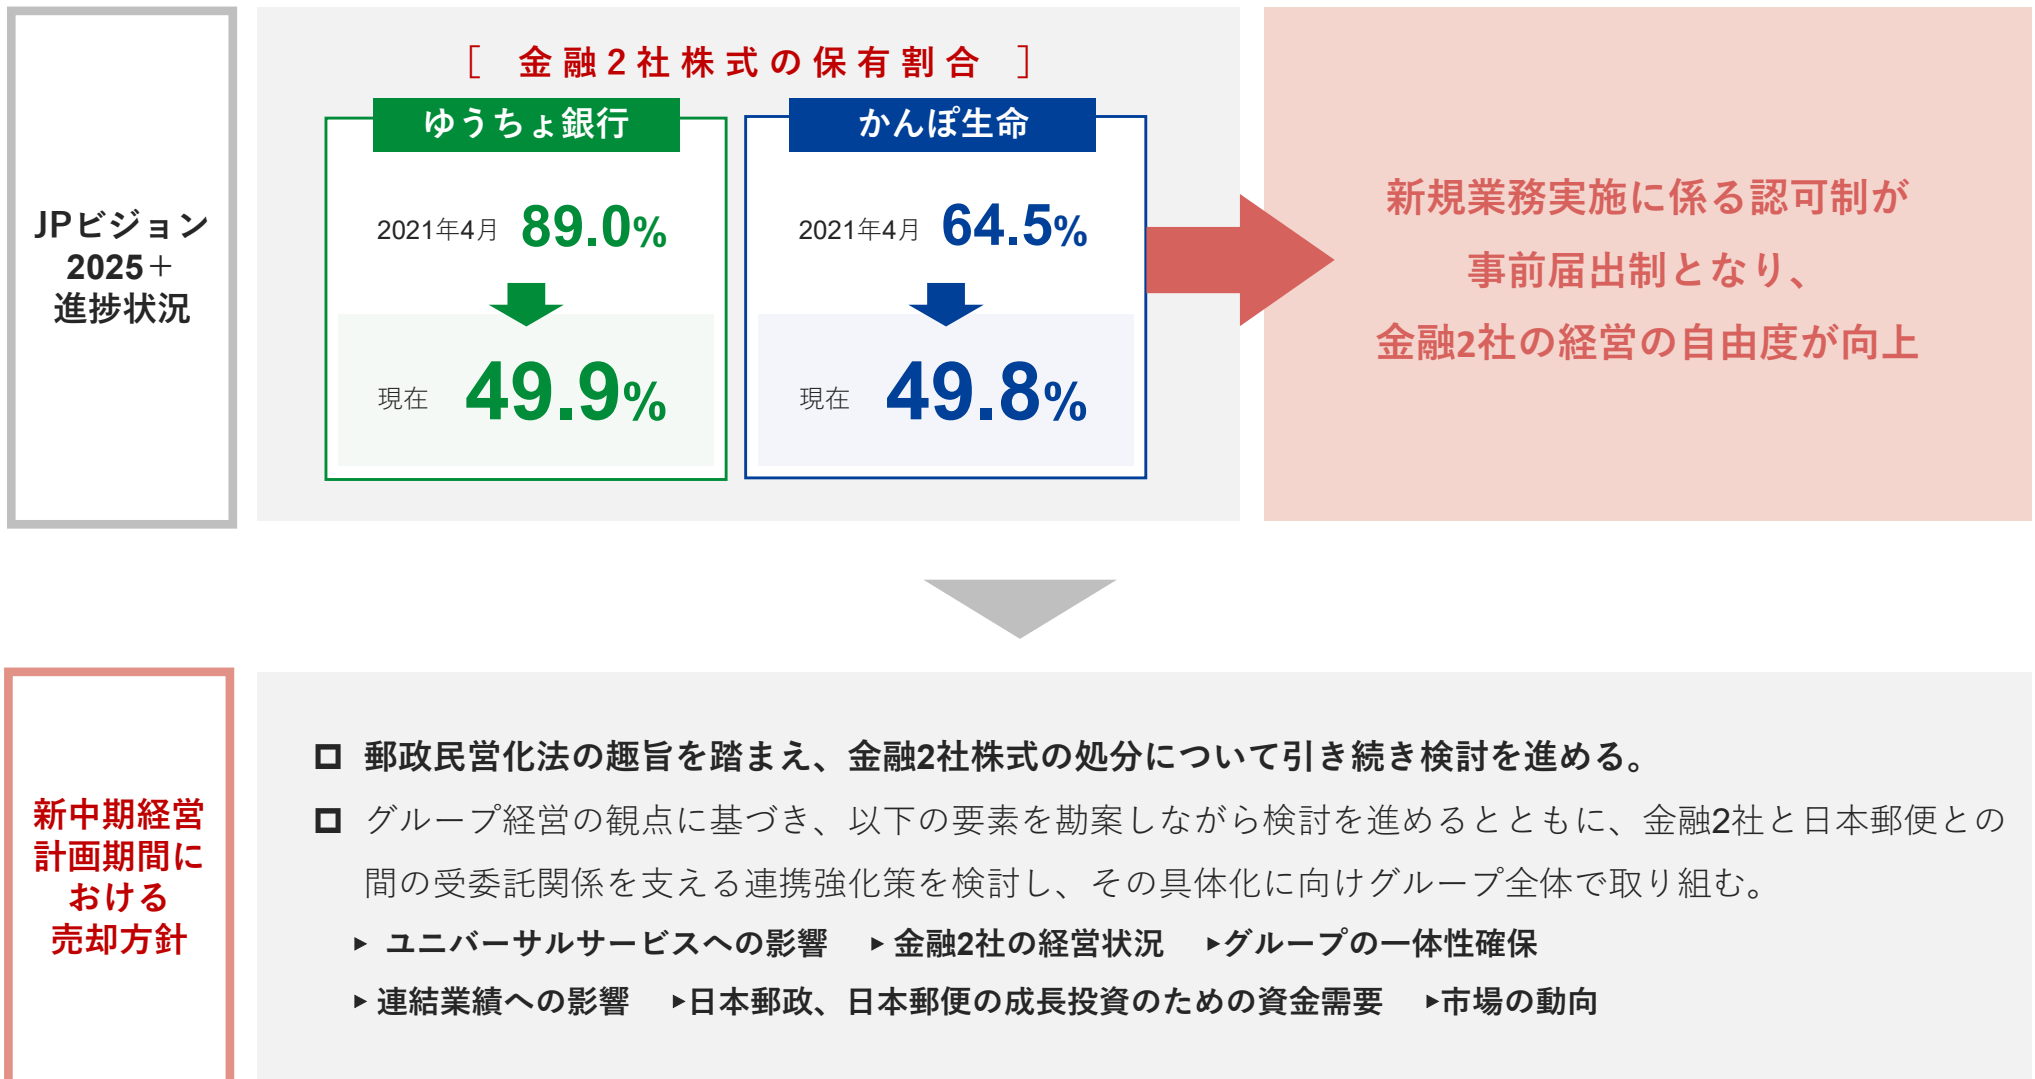 JPビジョン
2025＋
進捗状況
［ 金融2社株式の保有割合 ］
ゆうちょ銀行
2021年4月 89.0%
現在 49.9%
かんぽ生命
2021年4月 64.5%
現在 49.8%
新規業務実施に係る認可制が
事前届出制となり、
金融2社の経営の自由度が向上
新中期経営
計画期間に
おける
売却方針
郵政民営化法の趣旨を踏まえ、金融2社株式の処分について引き続き検討を進める。
グループ経営の観点に基づき、以下の要素を勘案しながら検討を進めるとともに、金融2社と日本郵便との
間の受委託関係を支える連携強化策を検討し、その具体化に向けグループ全体で取り組む。
▸ ユニバーサルサービスへの影響 ▸ 金融2社の経営状況 ▸グループの一体性確保
▸ 連結業績への影響 ▸日本郵政、日本郵便の成長投資のための資金需要 ▸市場の動向